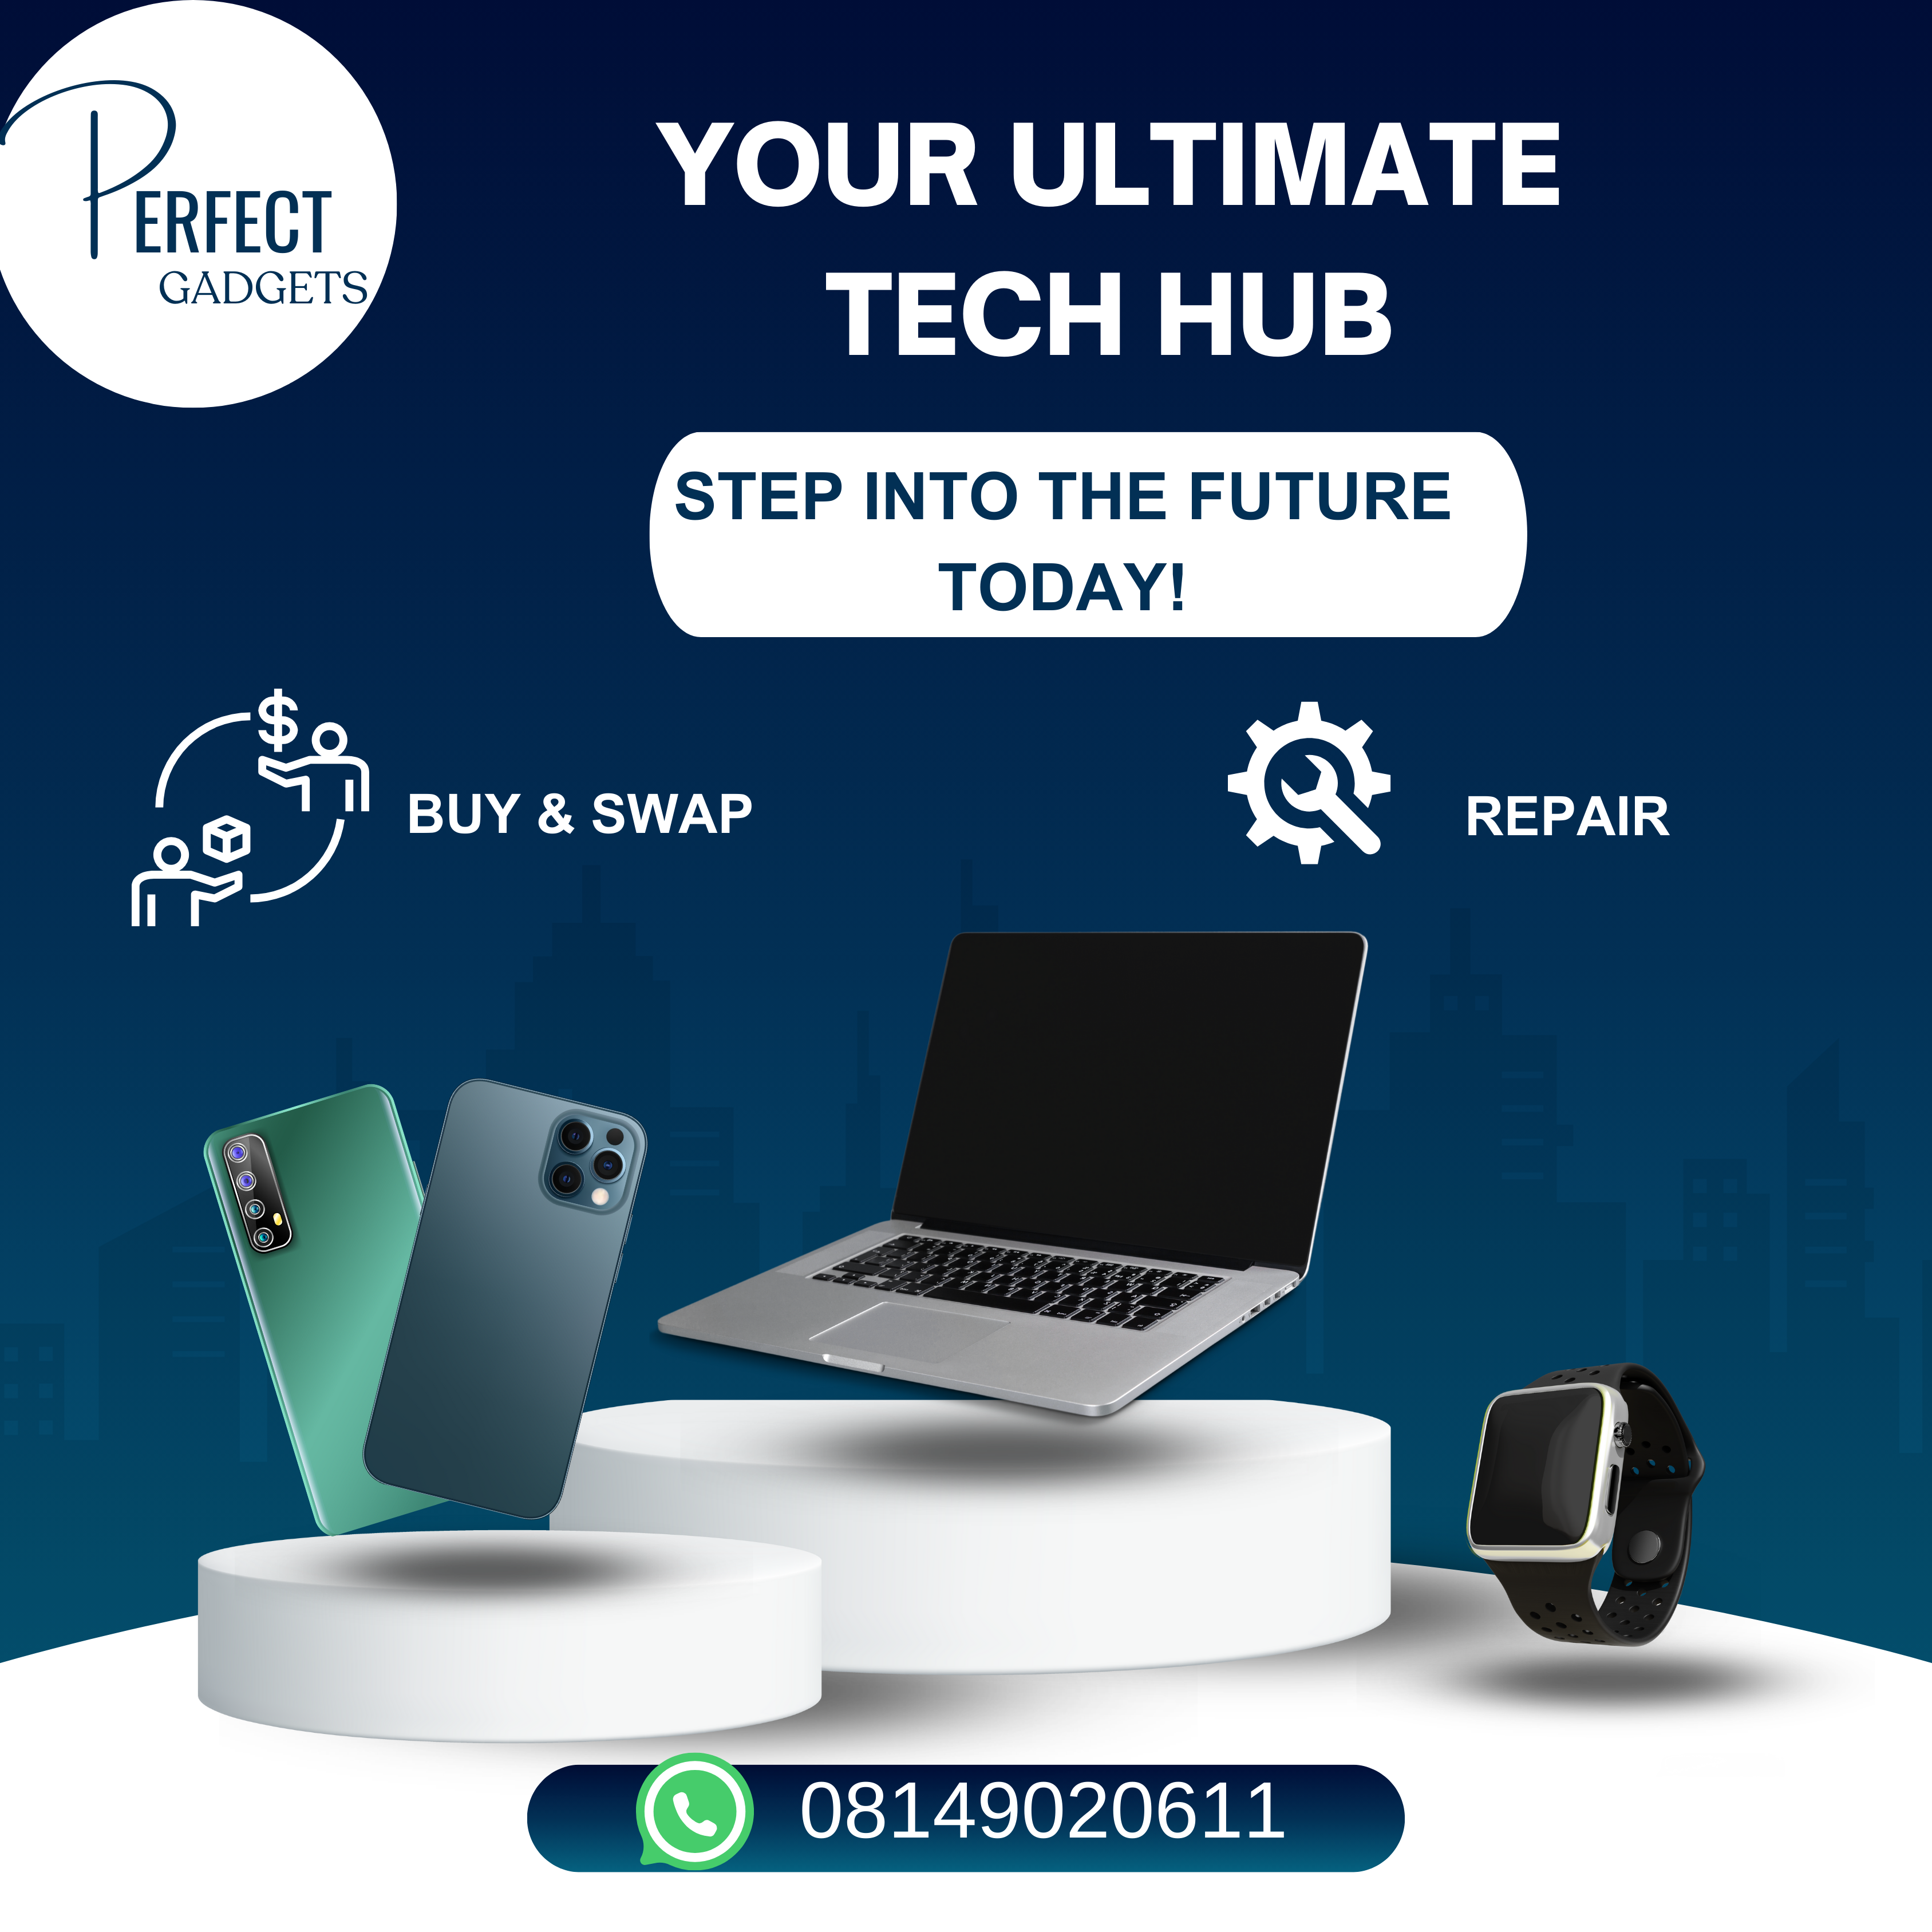 PERFECT
GADGETS
YOUR ULTIMATE
TECH HUB
STEP INTO THE FUTURE
TODAY!
BUY & SWAP
REPAIR
08149020611